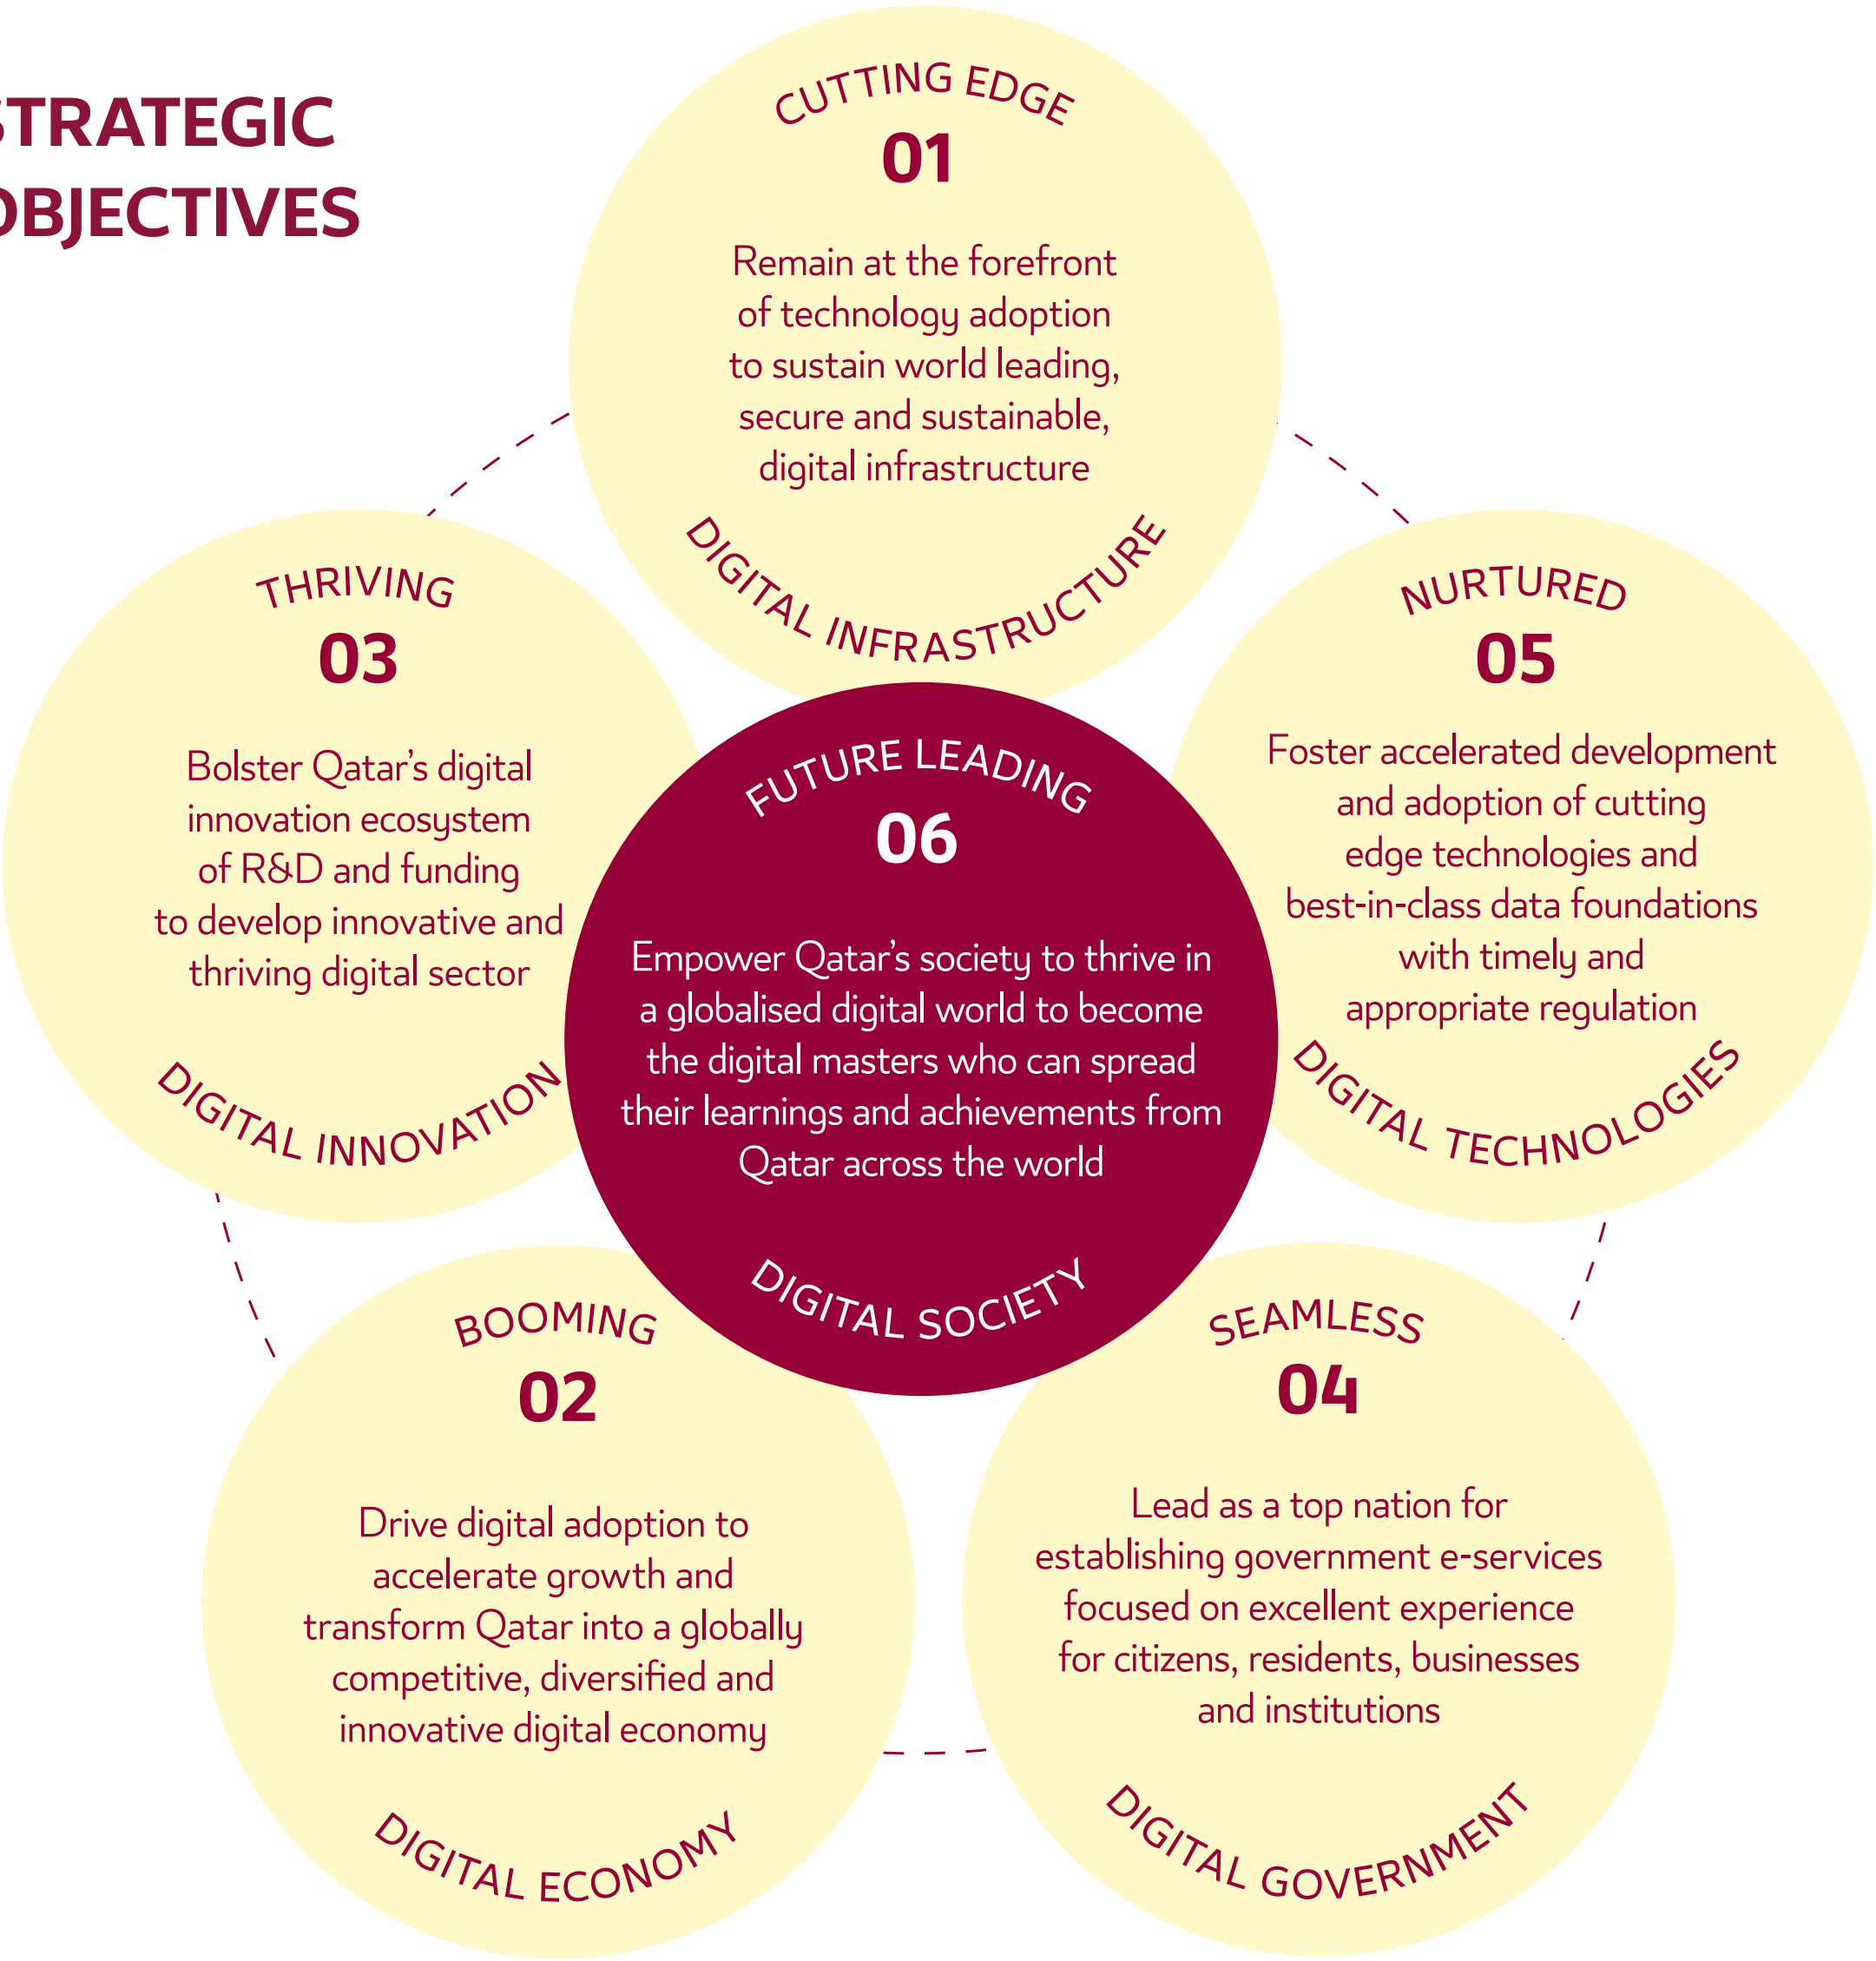 STRATEGIC
OBJECTIVES
CUTTING EDGE
01
Remain at the forefront
of technology adoption
to sustain world leading,
secure and sustainable,
digital infrastructure
DIGITAL INFRASTRUCTURE
THRIVING
03
Bolster Qatar’s digital
innovation ecosystem
of R&D and funding
to develop innovative and
thriving digital sector
DIGITAL INNOVATION
NURTURED
05
Foster accelerated development
and adoption of cutting
edge technologies and
best-in-class data foundations
with timely and
appropriate regulation
DIGITAL TECHNOLOGIES
FUTURE LEADING
06
Empower Qatar’s society to thrive in
a globalised digital world to become
the digital masters who can spread
their learnings and achievements from
Qatar across the world
DIGITAL SOCIETY
BOOMING
02
Drive digital adoption to
accelerate growth and
transform Qatar into a globally
competitive, diversified and
innovative digital economy
DIGITAL ECONOMY
SEAMLESS
04
Lead as a top nation for
establishing government e-services
focused on excellent experience
for citizens, residents, businesses
and institutions
DIGITAL GOVERNMENT